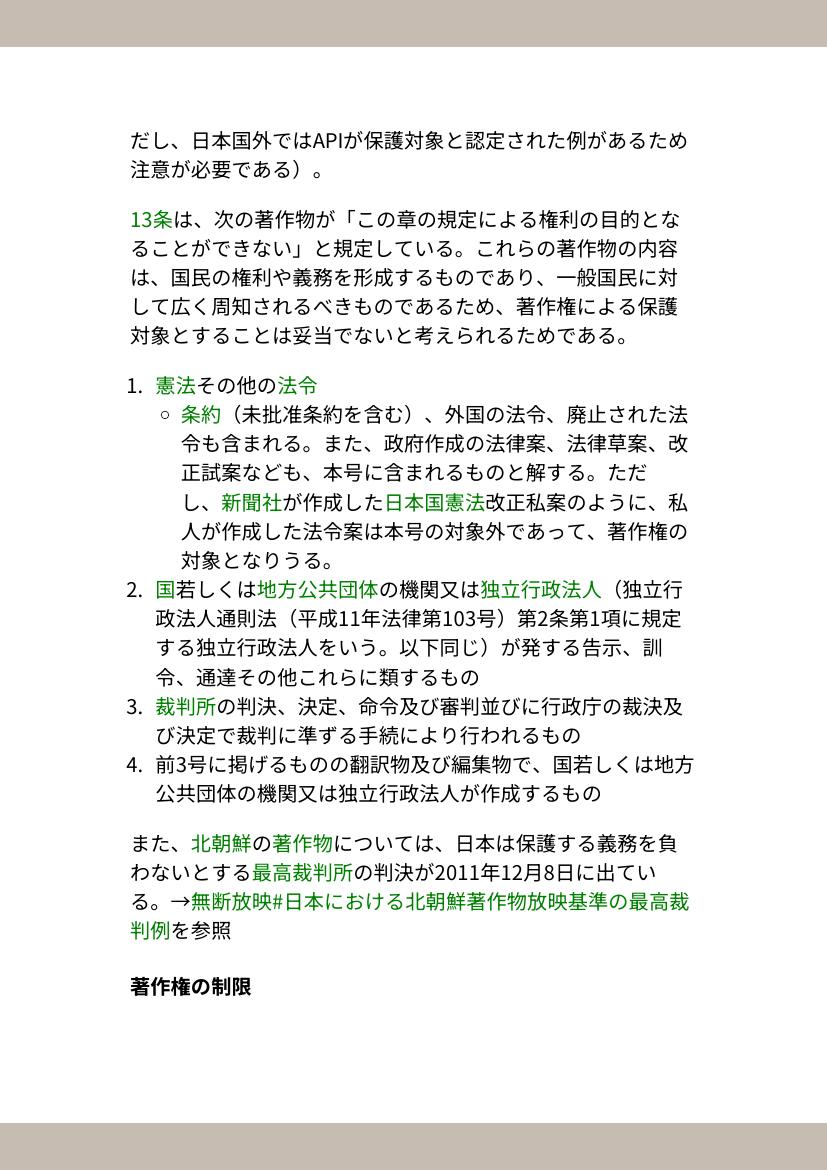 だし、日本国外ではAPIが保護対象と認定された例があるため
注意が必要である）。
13条は、次の著作物が「この章の規定による権利の目的とな
ることができない」と規定している。これらの著作物の内容
は、国民の権利や義務を形成するものであり、一般国民に対
して広く周知されるべきものであるため、著作権による保護
対象とすることは妥当でないと考えられるためである。
1. 憲法その他の法令
○ 条約（未批准条約を含む）、外国の法令、廃止された法
令も含まれる。また、政府作成の法律案、法律草案、改
正試案なども、本号に含まれるものと解する。ただ
し、新聞社が作成した日本国憲法改正私案のように、私
人が作成した法令案は本号の対象外であって、著作権の
対象となりうる。
2. 国若しくは地方公共団体の機関又は独立行政法人（独立行
政法人通則法（平成11年法律第103号）第2条第1項に規定
する独立行政法人をいう。以下同じ）が発する告示、訓
令、通達その他これらに類するもの
3. 裁判所の判決、決定、命令及び審判並びに行政庁の裁決及
び決定で裁判に準ずる手続により行われるもの
4. 前3号に掲げるものの翻訳物及び編集物で、国若しくは地方
公共団体の機関又は独立行政法人が作成するもの
また、北朝鮮の著作物については、日本は保護する義務を負
わないとする最高裁判所の判決が2011年12月8日に出てい
る。→無断放映#日本における北朝鮮著作物放映基準の最高裁
判例を参照
著作権の制限